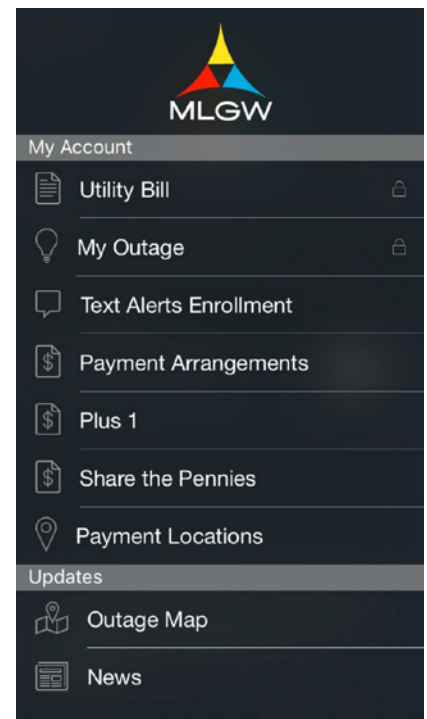 MLGW
My Account
Utility Bill
My Outage
Text Alerts Enrollment
$ Payment Arrangements
$ Plus 1
$ Share the Pennies
Payment Locations
Updates
Outage Map
News